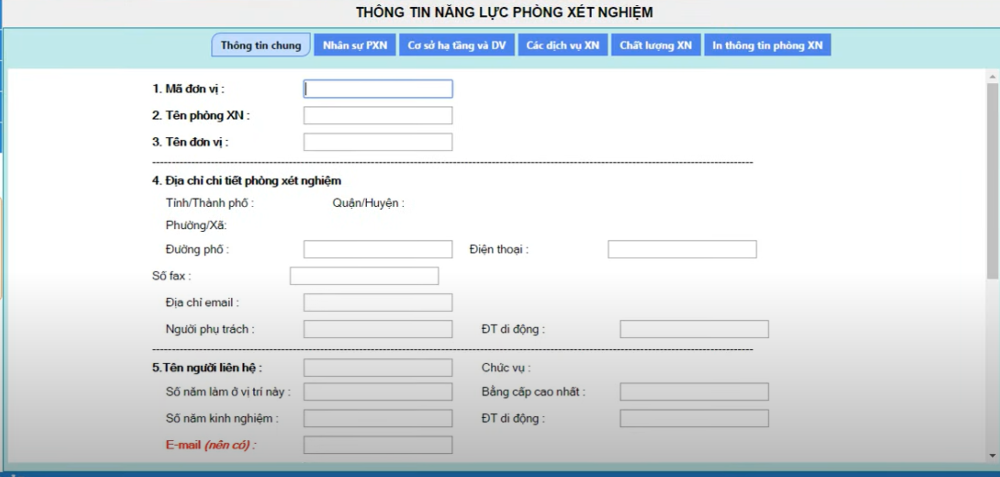 THÔNG TIN NĂNG LỰC PHÒNG XÉT NGHIỆM
Thông tin chung Nhân sự PXN Cơ sở hạ tầng và DV Các dịch vụ XN Chất lượng XN In thông tin phòng XN
1. Mã đơn vị :
2. Tên phòng XN :
3. Tên đơn vị :
4. Địa chỉ chi tiết phòng xét nghiệm
Tỉnh/Thành phố : Quận/Huyện :
Phường/Xã:
Đường phố : Điện thoại :
Số fax :
Địa chỉ email :
Người phụ trách : ĐT di động :
5.Tên người liên hệ : Chức vụ :
Số năm làm ở vị trí này : Bằng cấp cao nhất :
Số năm kinh nghiệm : ĐT di động :
E-mail (nên có) :